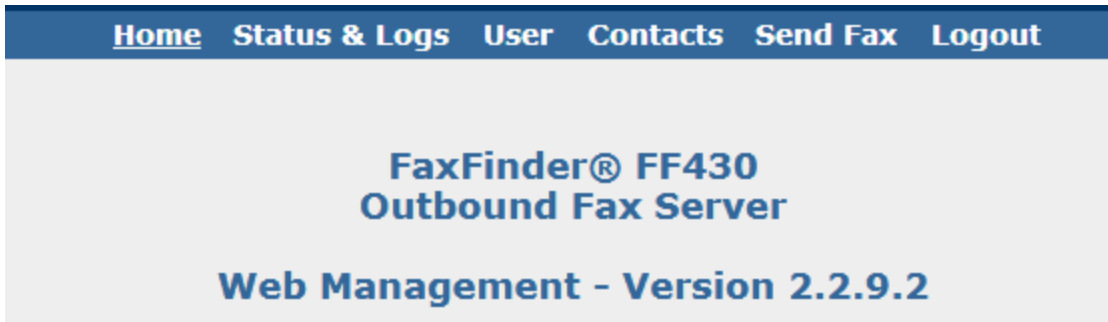 Home Status & Logs User Contacts Send Fax Logout
FaxFinder® FF430
Outbound Fax Server
Web Management - Version 2.2.9.2